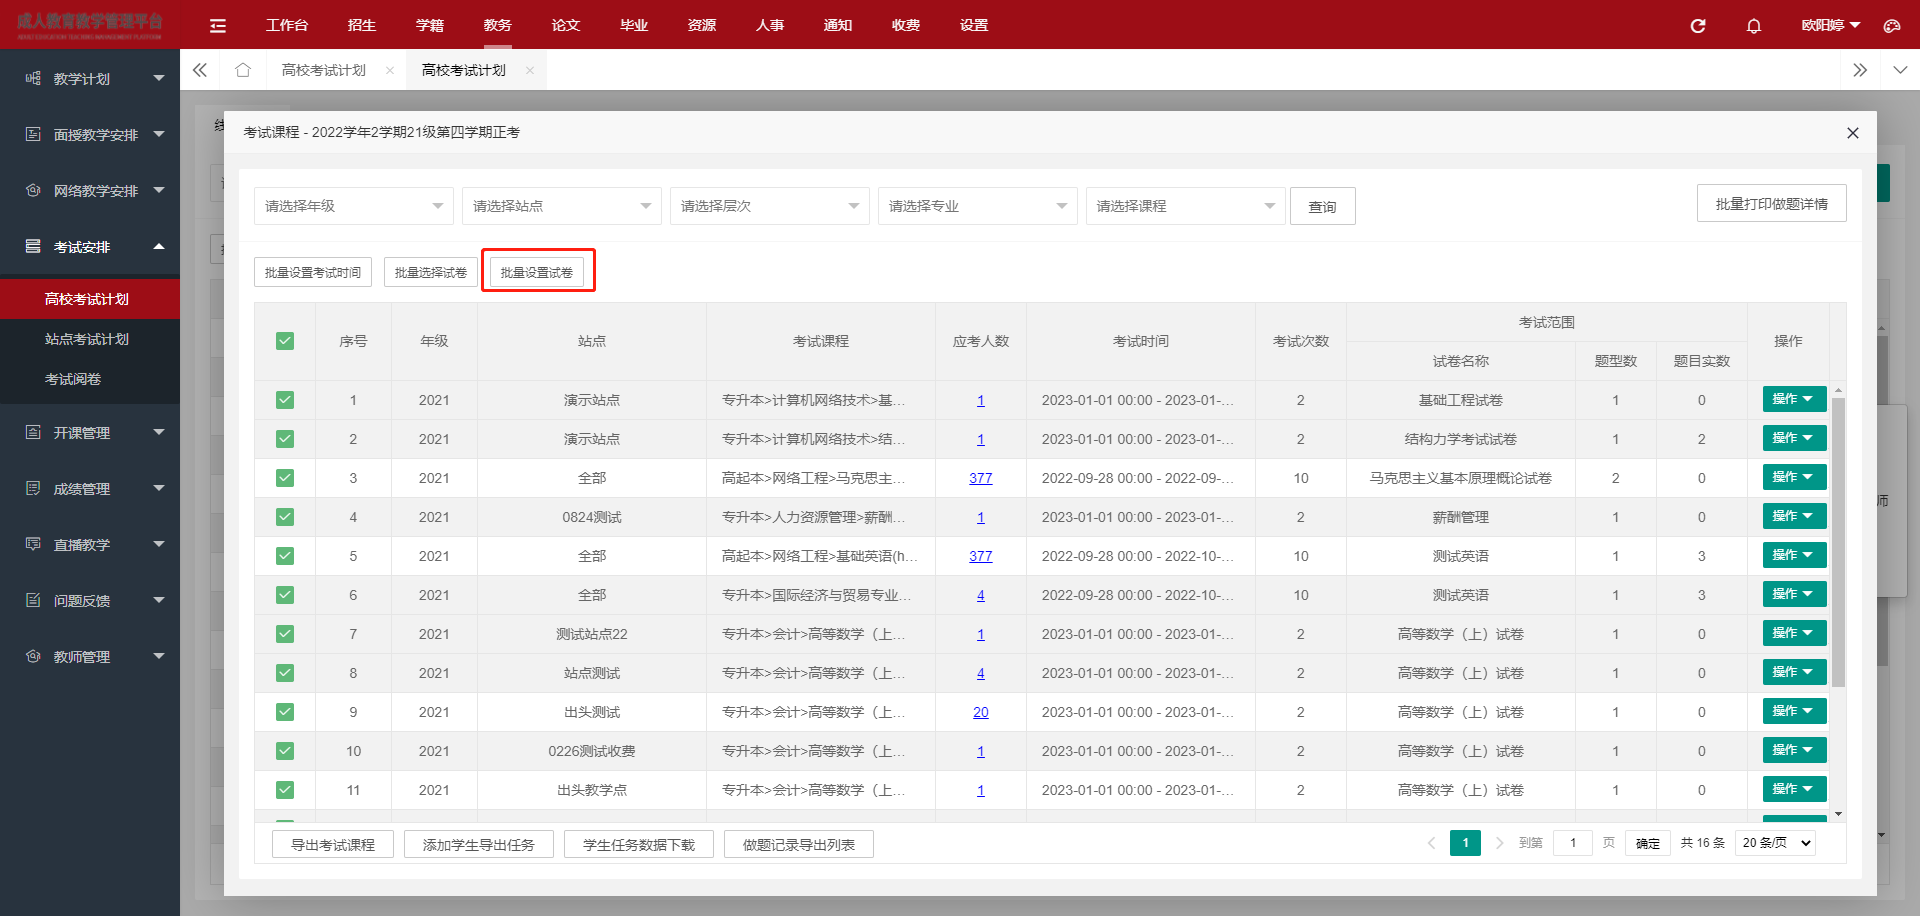 成人教育教学管理平台
工作台 招生 学籍 教务 论文 毕业 资源 人事 通知 收费 设置 欧阳婷
高校考试计划 高校考试计划
教学计划
面授教学安排
网络教学安排
考试安排
高校考试计划
站点考试计划
考试阅卷
开课管理
成绩管理
直播教学
问题反馈
教师管理
考试课程 - 2022学年2学期21级第四学期正考
请选择年级 请选择站点 请选择层次 请选择专业 请选择课程 查询 批量打印做题详情
批量设置考试时间 批量选择试卷 批量设置试卷
序号 年级 站点 考试课程 应考人数 考试时间 考试次数 考试范围 操作
试卷名称 题型数 题目实数
1 2021 演示站点 专升本>计算机网络技术>基... 1 2023-01-01 00:00 - 2023-01-... 2 基础工程试卷 1 0 操作
2 2021 演示站点 专升本>计算机网络技术>结... 1 2023-01-01 00:00 - 2023-01-... 2 结构力学考试试卷 1 2 操作
3 2021 全部 高起本>网络工程>马克思主... 377 2022-09-28 00:00 - 2022-09-... 10 马克思主义基本原理概论试卷 2 0 操作
4 2021 0824测试 专升本>人力资源管理>薪酬... 1 2023-01-01 00:00 - 2023-01-... 2 薪酬管理 1 0 操作
5 2021 全部 高起本>网络工程>基础英语(h... 377 2022-09-28 00:00 - 2022-10-... 10 测试英语 1 3 操作
6 2021 全部 专升本>国际经济与贸易专业... 4 2022-09-28 00:00 - 2022-10-... 10 测试英语 1 3 操作
7 2021 测试站点22 专升本>会计>高等数学（上... 1 2023-01-01 00:00 - 2023-01-... 2 高等数学（上）试卷 1 0 操作
8 2021 站点测试 专升本>会计>高等数学（上... 4 2023-01-01 00:00 - 2023-01-... 2 高等数学（上）试卷 1 0 操作
9 2021 出头测试 专升本>会计>高等数学（上... 20 2023-01-01 00:00 - 2023-01-... 2 高等数学（上）试卷 1 0 操作
10 2021 0226测试收费 专升本>会计>高等数学（上... 1 2023-01-01 00:00 - 2023-01-... 2 高等数学（上）试卷 1 0 操作
11 2021 出头教学点 专升本>会计>高等数学（上... 1 2023-01-01 00:00 - 2023-01-... 2 高等数学（上）试卷 1 0 操作
导出考试课程 添加学生导出任务 学生任务数据下载 做题记录导出列表 1 到第 1 页 确定 共 16 条 20 条/页
师